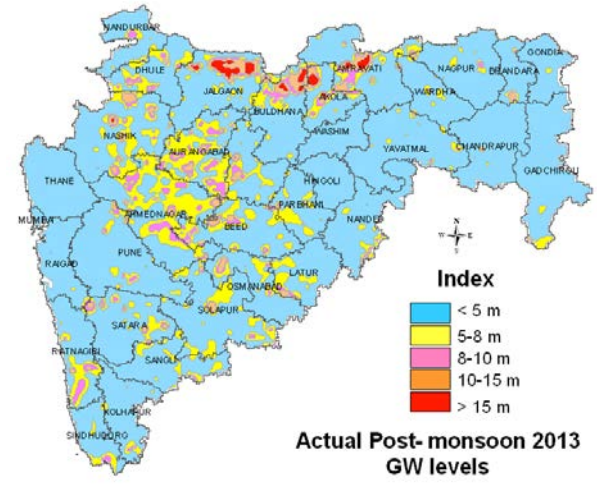 NANDURBAR
DHULE
JALGAON
AMRAVATI
NAGPUR
GONDIA
BHANDARA
WARDHA
AKOLA
BULDHANA
NASHIK
AURANGABAD
WASHIM
YAVATMAL
CHANDRAPUR
GADCHIROLI
THANE
HINGOLI
PARBHANI
AHMEDNAGAR
BEED
NANDED
MUMBAI
PUNE
RAIGAD
LATUR
OSMANABAD
SOLAPUR
SATARA
RATNAGIRI
SANGLI
KOLHAPUR
SINDHUDURG
N
W E
S
Index
< 5 m
5-8 m
8-10 m
10-15 m
> 15 m
Actual Post- monsoon 2013
GW levels